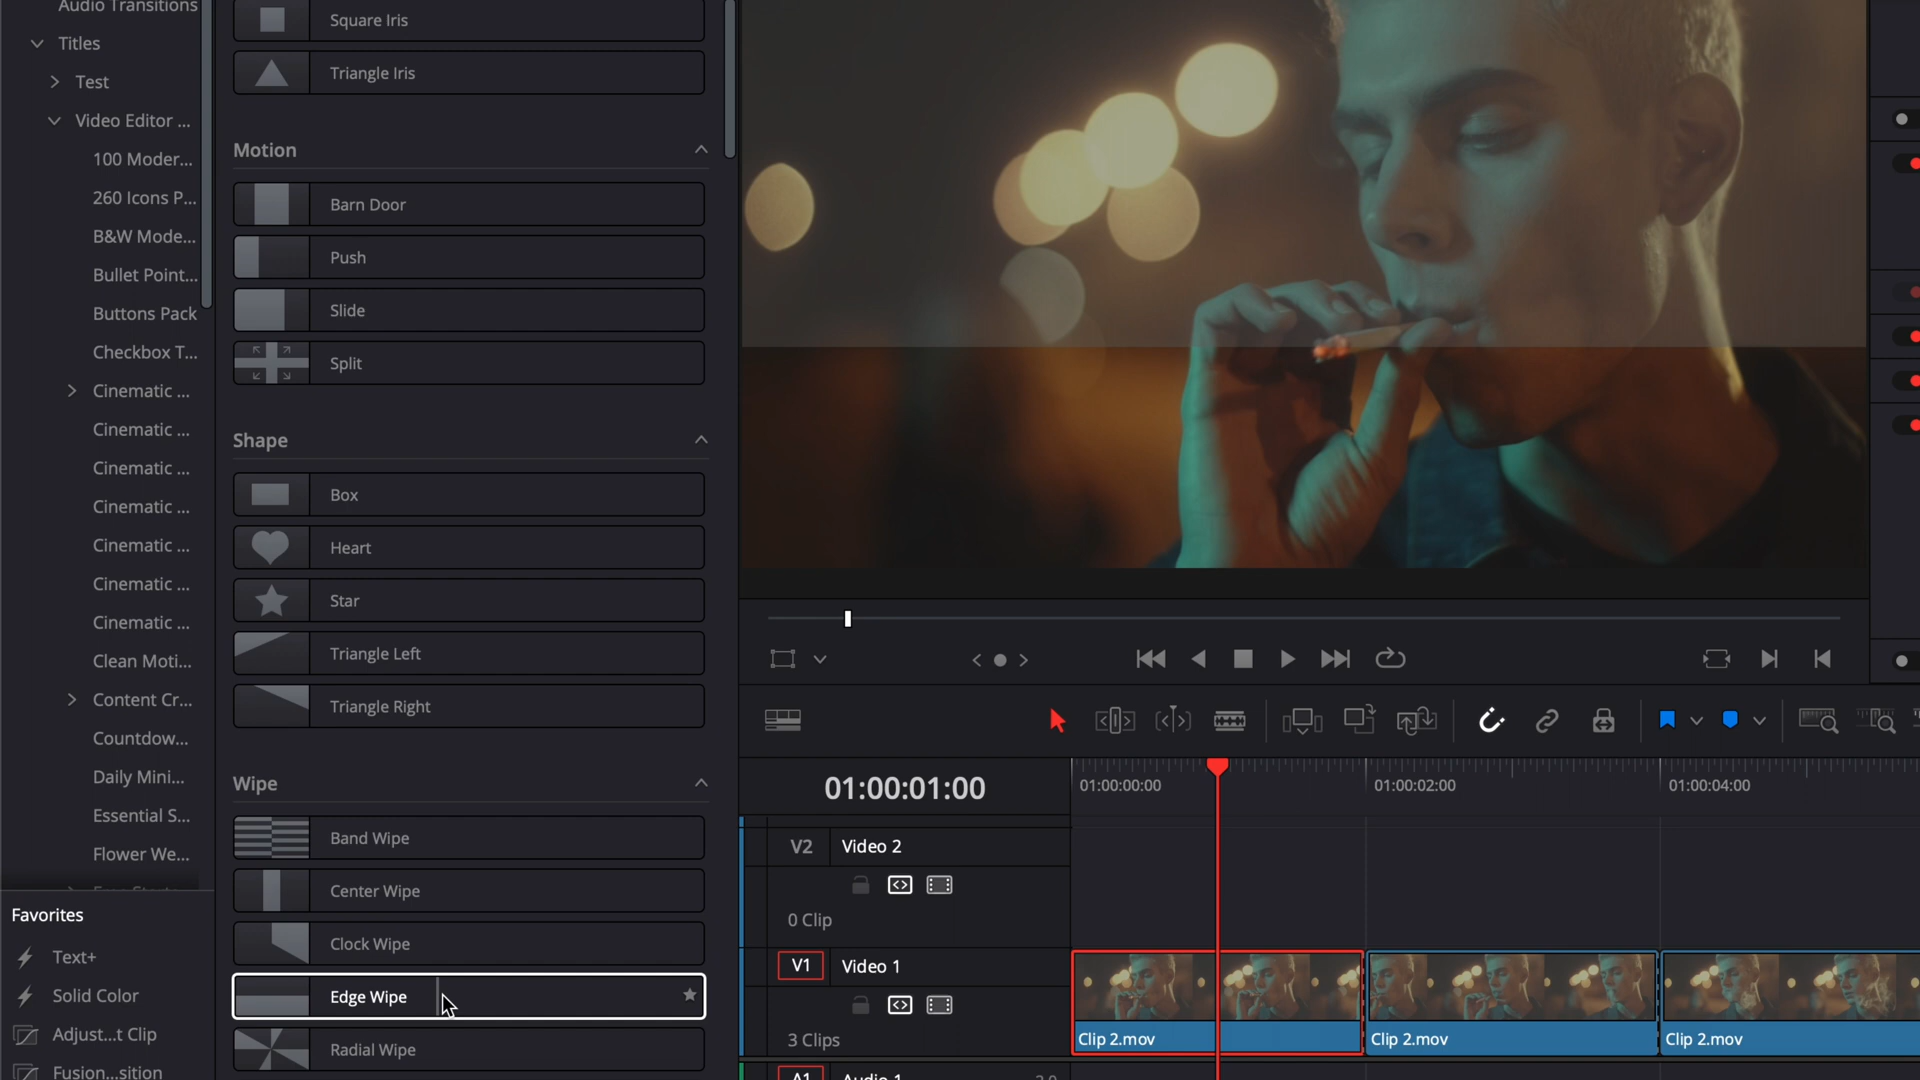 Audio Transitions
Titles
Test
Video Editor ...
100 Moder...
260 Icons P...
B&W Mode...
Bullet Point...
Buttons Pack
Checkbox T...
Cinematic ...
Cinematic ...
Cinematic ...
Cinematic ...
Cinematic ...
Cinematic ...
Cinematic ...
Clean Moti...
Content Cr...
Countdow...
Daily Mini...
Essential S...
Flower We...
Favorites
Text+
Solid Color
Adjust...t Clip
Fusion...sition
Square Iris
Triangle Iris
Motion
Barn Door
Push
Slide
Split
Shape
Box
Heart
Star
Triangle Left
Triangle Right
Wipe
Band Wipe
Center Wipe
Clock Wipe
Edge Wipe
Radial Wipe
01:00:01:00
01:00:00:00
01:00:02:00
01:00:04:00
V2 Video 2
0 Clip
V1 Video 1
3 Clips
Clip 2.mov
Clip 2.mov
Clip 2.mov
A1 Audio 1